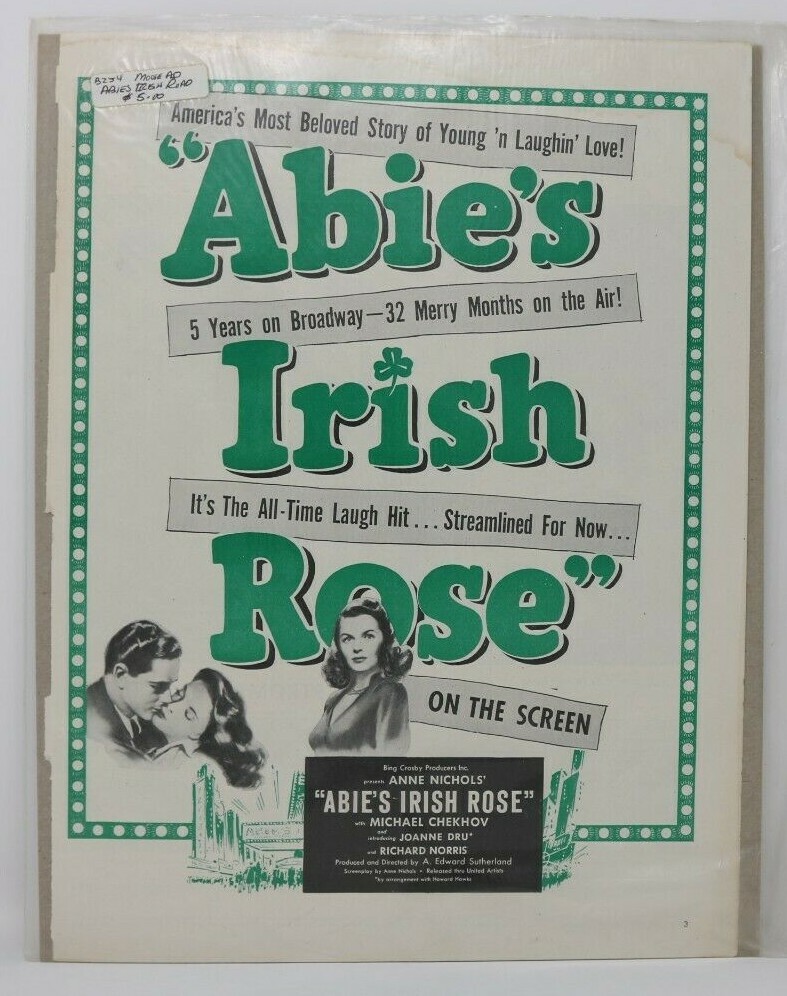 B274 MOVIE AD
ABIES IRISH ROAD
$5.00
America's Most Beloved Story of Young 'n Laughin' Love!
"Abie's
5 Years on Broadway—32 Merry Months on the Air!
Irish
It's The All-Time Laugh Hit... Streamlined For Now...
Rose"
ON THE SCREEN
Bing Crosby Producers Inc.
presents ANNE NICHOLS'
"ABIE'S IRISH ROSE"
with MICHAEL CHEKHOV
and
introducing JOANNE DRU*
and RICHARD NORRIS
Produced and Directed by A. Edward Sutherland
Screenplay by Anne Nichols • Released thru United Artists
*by arrangement with Howard Hawks
3